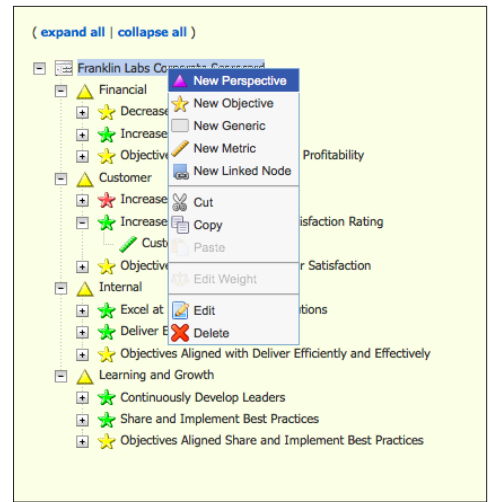 ( expand all | collapse all )
Franklin Labs Corporate Scorecard
New Perspective
Financial
New Objective
Decrease
New Generic
Increase
New Metric
Objective Profitability
New Linked Node
Customer
Increase
Cut
Increase isfaction Rating
Copy
Cust
Paste
Objective r Satisfaction
Edit Weight
Internal
Excel at tions
Edit
Deliver E
Delete
Objectives Aligned with Deliver Efficiently and Effectively
Learning and Growth
Continuously Develop Leaders
Share and Implement Best Practices
Objectives Aligned Share and Implement Best Practices